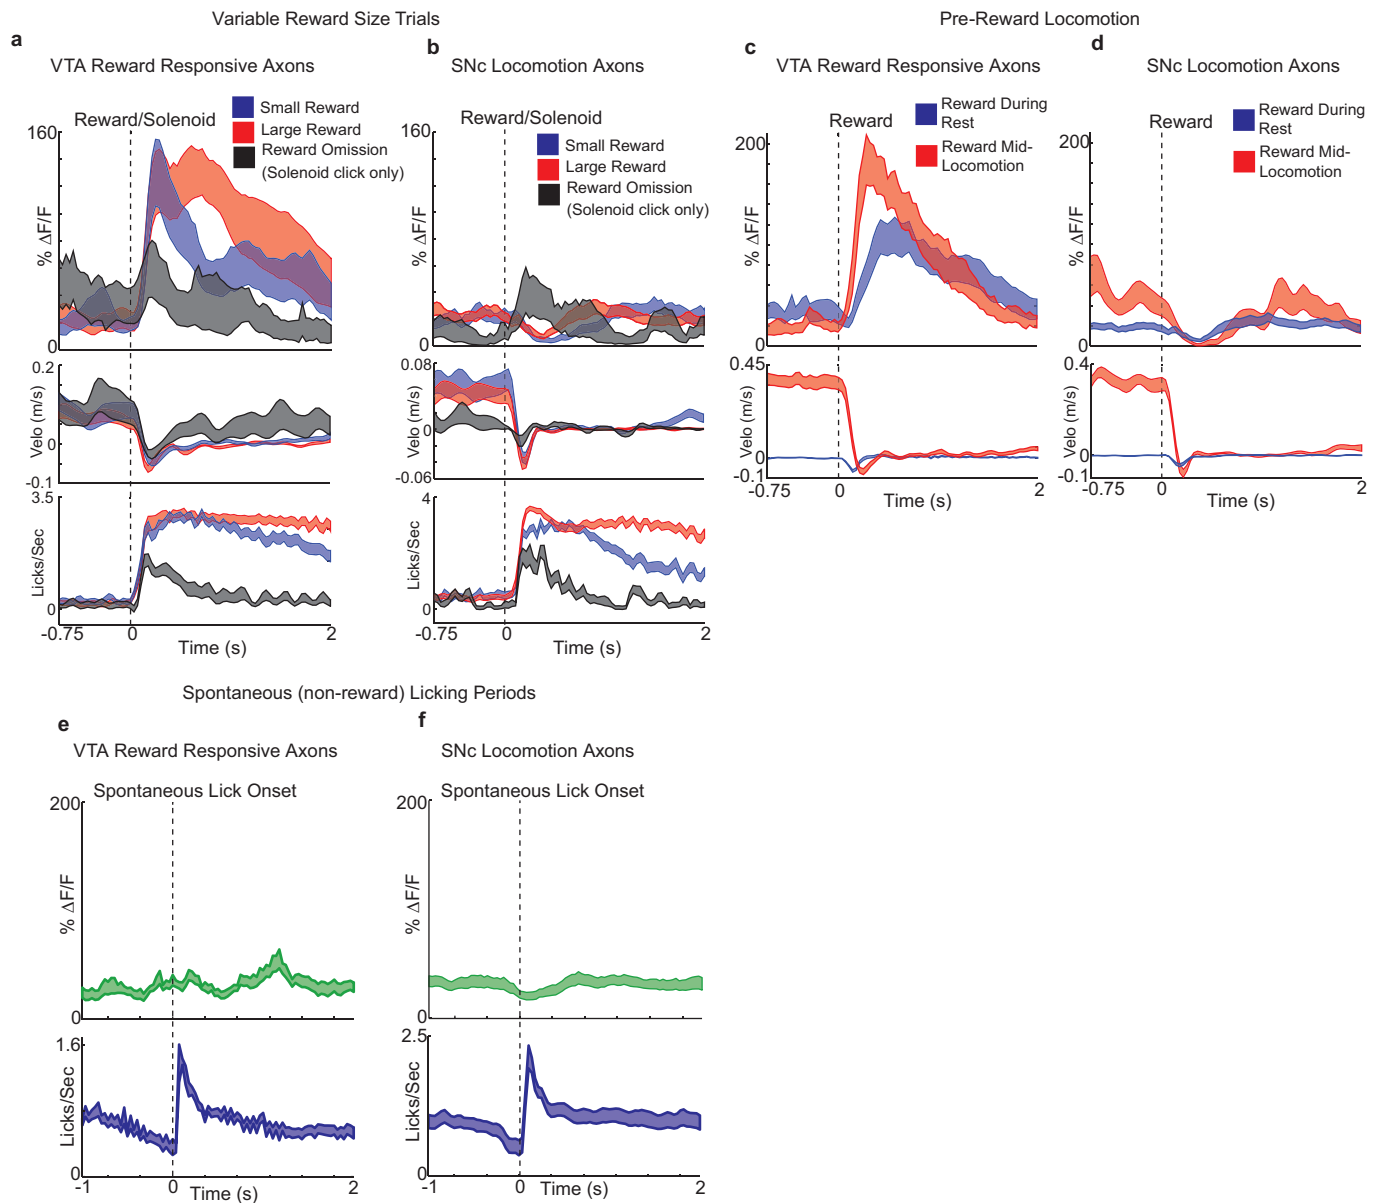 Variable Reward Size Trials
Pre-Reward Locomotion
a
VTA Reward Responsive Axons
Small Reward
Large Reward
Reward Omission
(Solenoid click only)
Reward/Solenoid
160
% ΔF/F
0
0.2
Velo (m/s)
0
-0.1
3.5
Licks/Sec
0
-0.75
0
2
Time (s)
b
SNc Locomotion Axons
Reward/Solenoid
Small Reward
Large Reward
Reward Omission
(Solenoid click only)
160
% ΔF/F
0
0.08
Velo (m/s)
0
-0.06
4
Licks/Sec
0
-0.75
0
2
Time (s)
c
VTA Reward Responsive Axons
Reward During
Rest
Reward Mid-
Locomotion
Reward
200
% ΔF/F
0
0.45
Velo (m/s)
0
-0.1
-0.75
0
2
Time (s)
d
SNc Locomotion Axons
Reward During
Rest
Reward Mid-
Locomotion
Reward
200
% ΔF/F
0
0.4
Velo (m/s)
0
-0.1
-0.75
0
2
Time (s)
Spontaneous (non-reward) Licking Periods
e
VTA Reward Responsive Axons
Spontaneous Lick Onset
200
% ΔF/F
0
1.6
Licks/Sec
0
-1
0
2
Time (s)
f
SNc Locomotion Axons
Spontaneous Lick Onset
200
% ΔF/F
0
2.5
Licks/Sec
0
-1
0
2
Time (s)